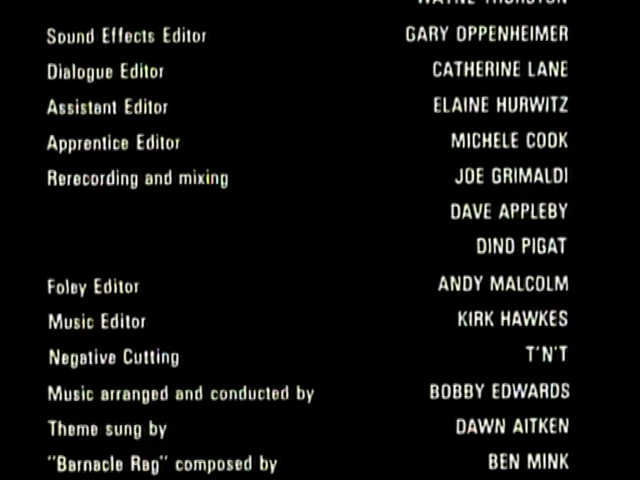 Sound Effects Editor GARY OPPENHEIMER
Dialogue Editor CATHERINE LANE
Assistant Editor ELAINE HURWITZ
Apprentice Editor MICHELE COOK
Rerecording and mixing JOE GRIMALDI
DAVE APPLEBY
DINO PIGAT
Foley Editor ANDY MALCOLM
Music Editor KIRK HAWKES
Negative Cutting T'N'T
Music arranged and conducted by BOBBY EDWARDS
Theme sung by DAWN AITKEN
"Barnacle Rag" composed by BEN MINK